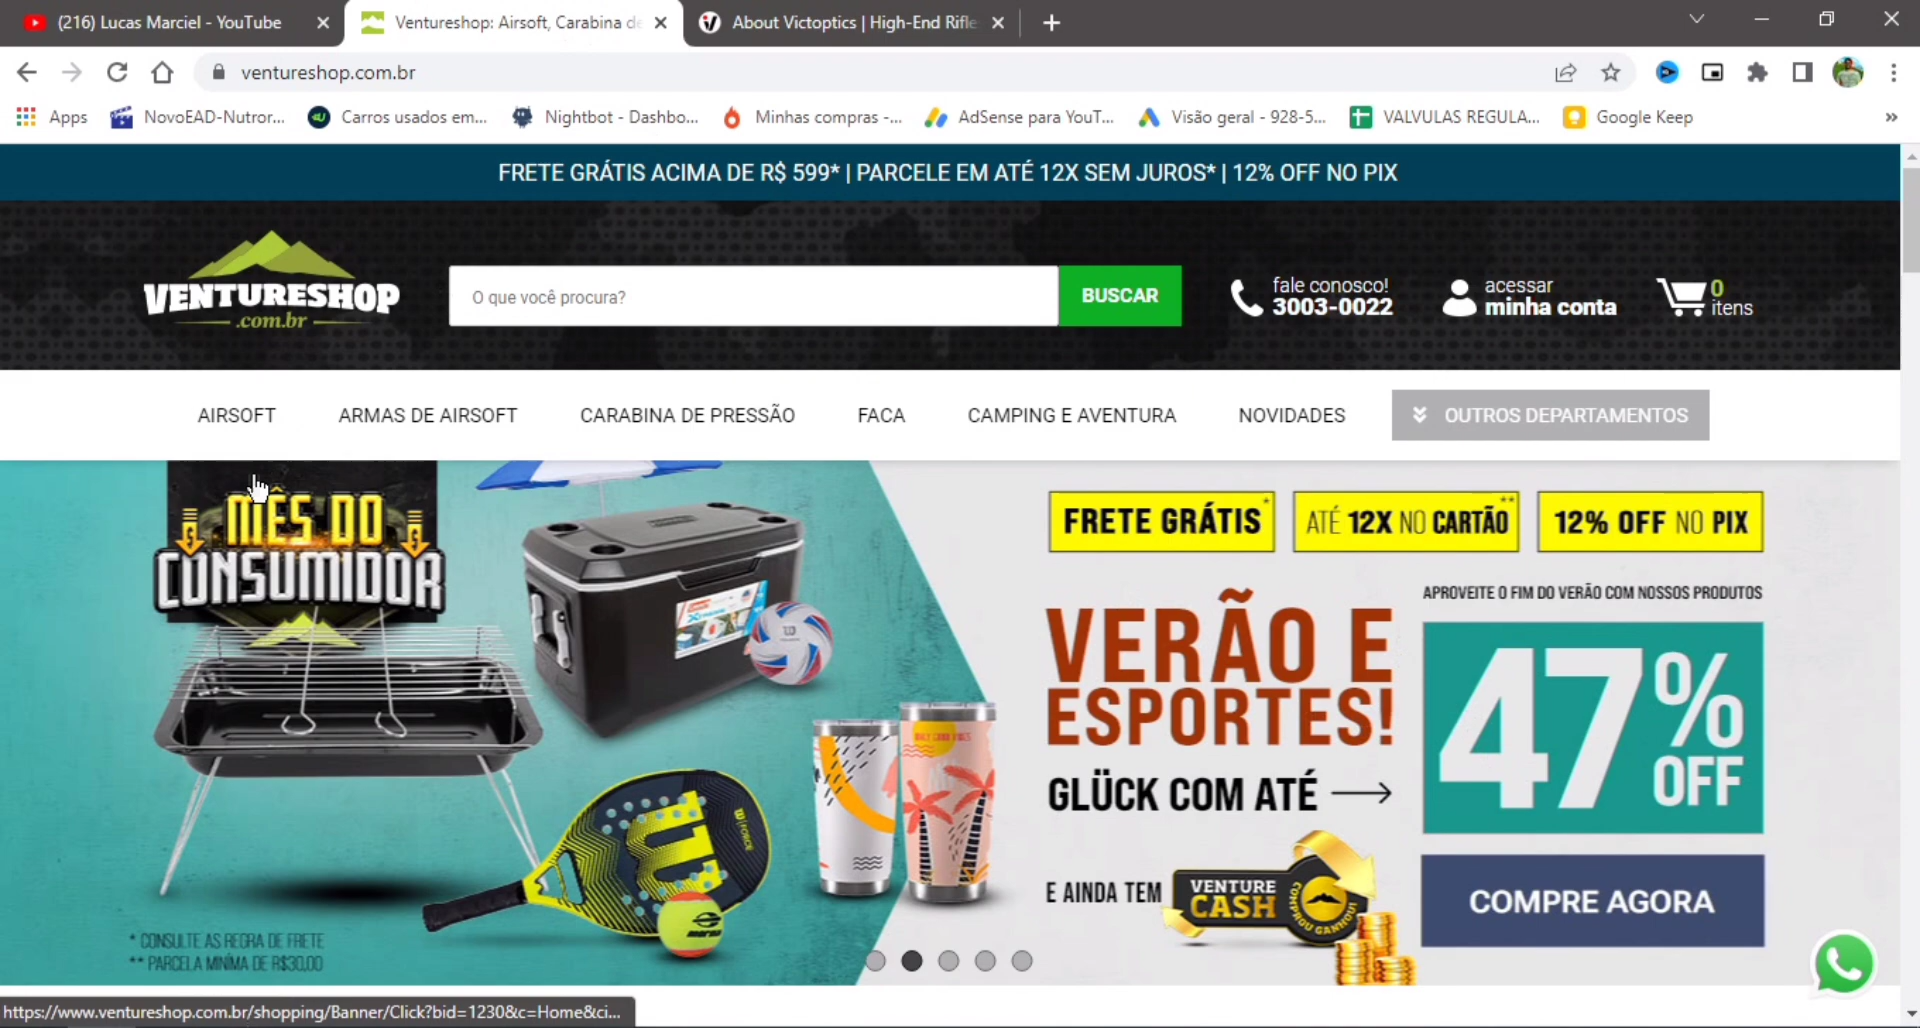 (216) Lucas Marciel - YouTube
Ventureshop: Airsoft, Carabina de
About Victoptics | High-End Rifle
ventureshop.com.br
Apps
NovoEAD-Nutror...
Carros usados em...
Nightbot - Dashbo...
Minhas compras -...
AdSense para YouT...
Visão geral - 928-5...
VALVULAS REGULA...
Google Keep
FRETE GRÁTIS ACIMA DE R$ 599* | PARCELE EM ATÉ 12X SEM JUROS* | 12% OFF NO PIX
VENTURESHOP
.com.br
O que você procura?
BUSCAR
fale conosco!
3003-0022
acessar
minha conta
0
itens
AIRSOFT
ARMAS DE AIRSOFT
CARABINA DE PRESSÃO
FACA
CAMPING E AVENTURA
NOVIDADES
OUTROS DEPARTAMENTOS
MÊS DO
CONSUMIDOR
FRETE GRÁTIS*
ATÉ 12X NO CARTÃO**
12% OFF NO PIX
APROVEITE O FIM DO VERÃO COM NOSSOS PRODUTOS
VERÃO E
ESPORTES!
GLÜCK COM ATÉ
47%
OFF
E AINDA TEM
VENTURE
CASH
COMPROU GANHOU!
COMPRE AGORA
* CONSULTE AS REGRA DE FRETE
** PARCELA MINÍMA DE R$30,00
https://www.ventureshop.com.br/shopping/Banner/Click?bid=1230&c=Home&ci...